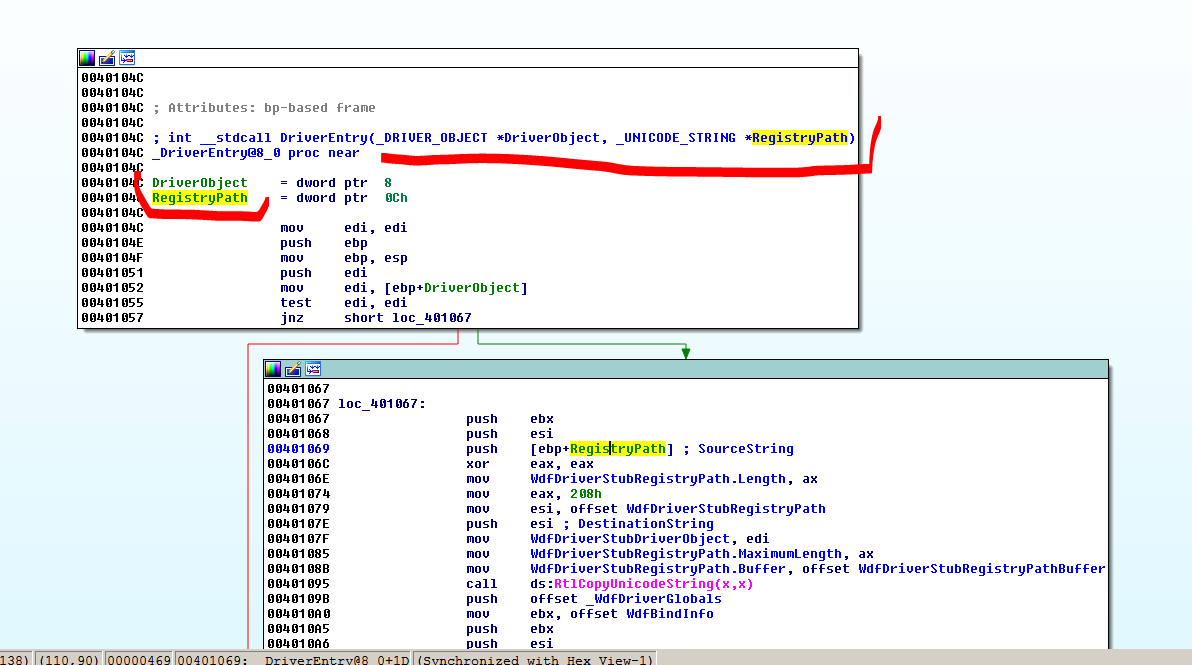 0040104C
0040104C
0040104C ; Attributes: bp-based frame
0040104C
0040104C ; int __stdcall DriverEntry(_DRIVER_OBJECT *DriverObject, _UNICODE_STRING *RegistryPath)
0040104C _DriverEntry@8_0 proc near
0040104C
0040104C DriverObject = dword ptr 8
0040104C RegistryPath = dword ptr 0Ch
0040104C
0040104C mov edi, edi
0040104E push ebp
0040104F mov ebp, esp
00401051 push edi
00401052 mov edi, [ebp+DriverObject]
00401055 test edi, edi
00401057 jnz short loc_401067
00401067
00401067 loc_401067:
00401067 push ebx
00401068 push esi
00401069 push [ebp+RegistryPath] ; SourceString
0040106C xor eax, eax
0040106E mov WdfDriverStubRegistryPath.Length, ax
00401074 mov eax, 208h
00401079 mov esi, offset WdfDriverStubRegistryPath
0040107E push esi ; DestinationString
0040107F mov WdfDriverStubDriverObject, edi
00401085 mov WdfDriverStubRegistryPath.MaximumLength, ax
0040108B mov WdfDriverStubRegistryPath.Buffer, offset WdfDriverStubRegistryPathBuffer
00401095 call ds:RtlCopyUnicodeString(x,x)
0040109B push offset _WdfDriverGlobals
004010A0 mov ebx, offset WdfBindInfo
004010A5 push ebx
004010A6 push esi
138) (110,90) 00000469 00401069: _DriverEntry@8_0+1D (Synchronized with Hex View-1)